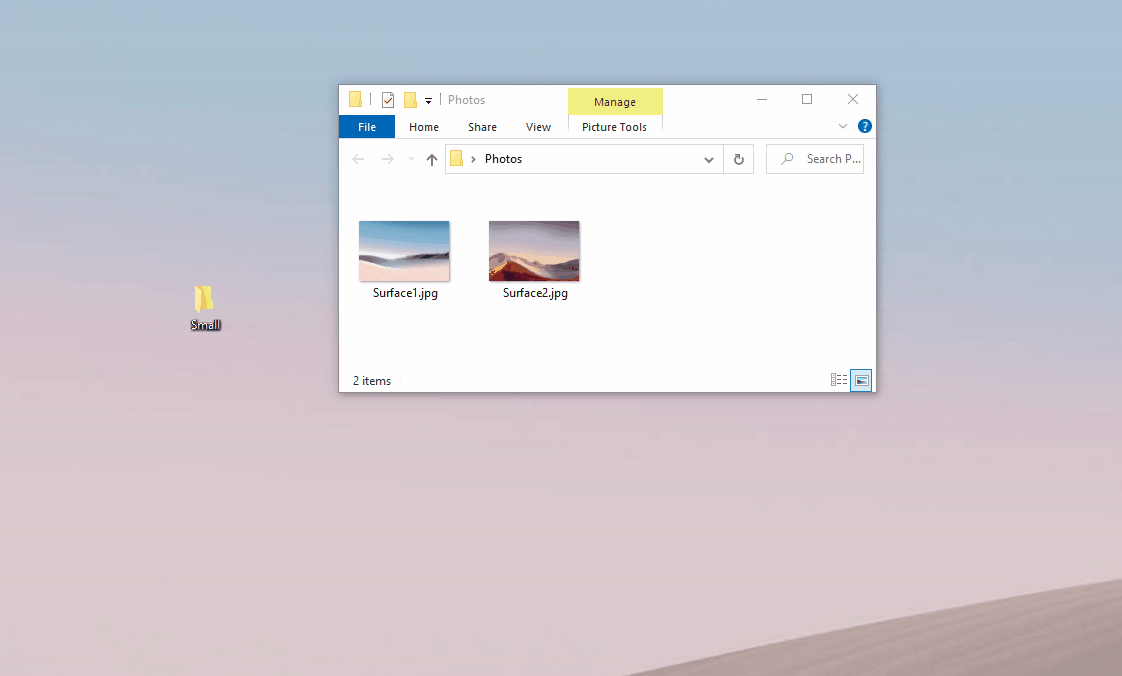 Photos
Manage
File
Home
Share
View
Picture Tools
?
Photos
Search P...
Surface1.jpg
Surface2.jpg
Small
2 items